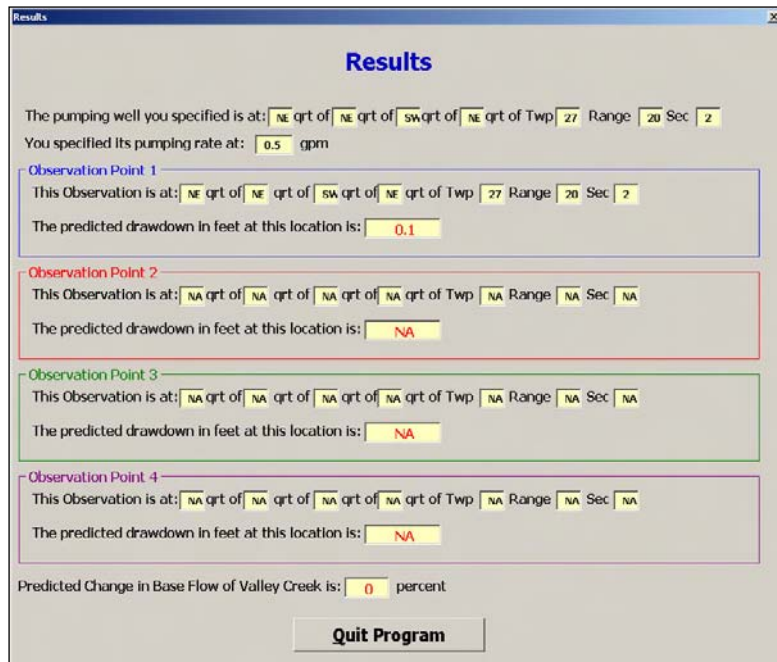 Results
Results
The pumping well you specified is at: NE qrt of NE qrt of SW qrt of NE qrt of Twp 27 Range 20 Sec 2
You specified its pumping rate at: 0.5 gpm
Observation Point 1
This Observation is at: NE qrt of NE qrt of SW qrt of NE qrt of Twp 27 Range 20 Sec 2
The predicted drawdown in feet at this location is: 0.1
Observation Point 2
This Observation is at: NA qrt of NA qrt of NA qrt of NA qrt of Twp NA Range NA Sec NA
The predicted drawdown in feet at this location is: NA
Observation Point 3
This Observation is at: NA qrt of NA qrt of NA qrt of NA qrt of Twp NA Range NA Sec NA
The predicted drawdown in feet at this location is: NA
Observation Point 4
This Observation is at: NA qrt of NA qrt of NA qrt of NA qrt of Twp NA Range NA Sec NA
The predicted drawdown in feet at this location is: NA
Predicted Change in Base Flow of Valley Creek is: 0 percent
Quit Program